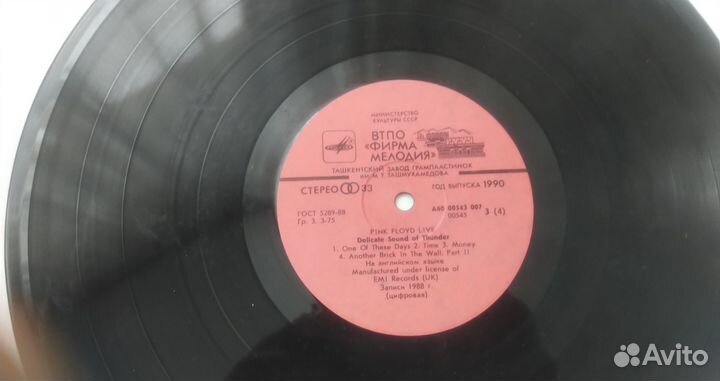 МИНИСТЕРСТВО
КУЛЬТУРЫ СССР
ВТПО
«ФИРМА
МЕЛОДИЯ»
ТАШКЕНТСКИЙ ЗАВОД ГРАМПЛАСТИНОК
ИМ. М. Т. ТАШМУХАМЕДОВА
СТЕРЕО 33
ГОД ВЫПУСКА 1990
ГОСТ 5289-88
Гр. 3. 3-75
А60 00543 007
00545
3 (4)
PINK FLOYD LIVE
Delicate Sound of Thunder
1. One Of These Days 2. Time 3. Money
4. Another Brick In The Wall. Part II
На английском языке
Manufactured under license of
EMI Records (UK)
Записи 1988 г.
(цифровая)
Avito